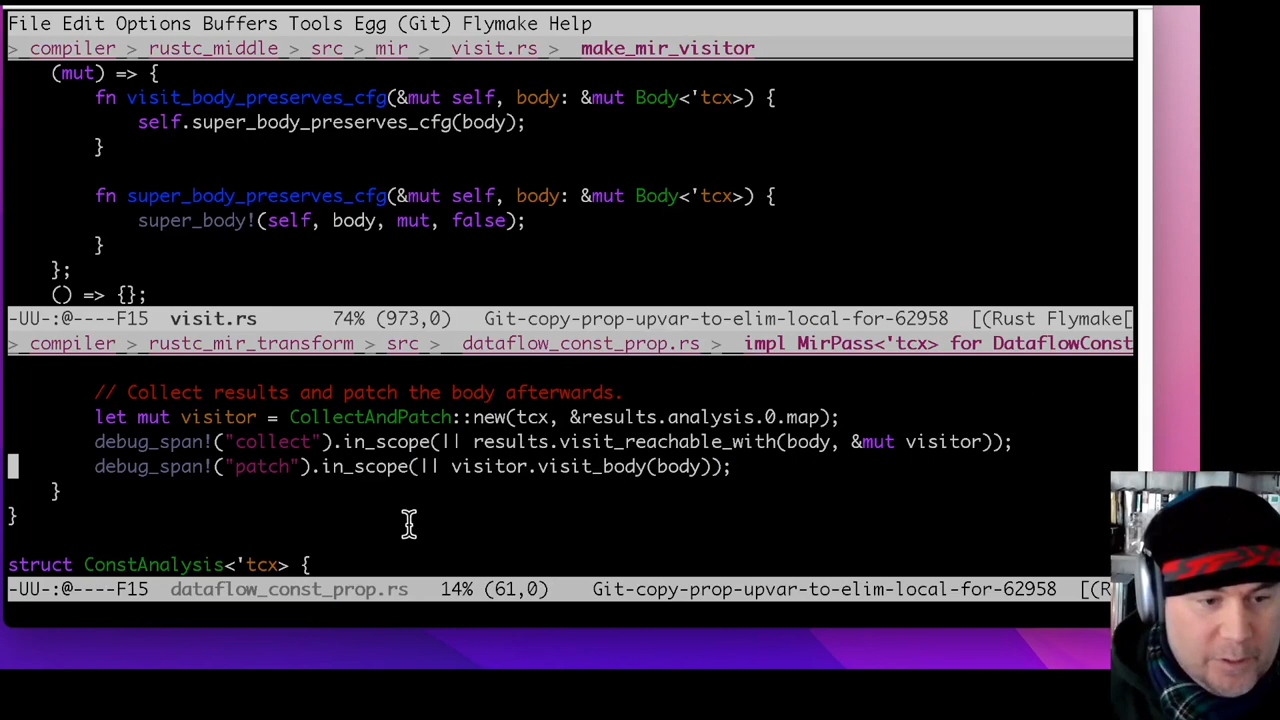 File Edit Options Buffers Tools Egg (Git) Flymake Help
>_compiler > rustc_middle > src > mir > visit.rs > make_mir_visitor
(mut) => {
fn visit_body_preserves_cfg(&mut self, body: &mut Body<'tcx>) {
self.super_body_preserves_cfg(body);
}
fn super_body_preserves_cfg(&mut self, body: &mut Body<'tcx>) {
super_body!(self, body, mut, false);
}
};
() => {};
-UU-:@----F15 visit.rs 74% (973,0) Git-copy-prop-upvar-to-elim-local-for-62958 [(Rust Flymake[
>_compiler > rustc_mir_transform > src > dataflow_const_prop.rs > impl MirPass<'tcx> for DataflowConst
// Collect results and patch the body afterwards.
let mut visitor = CollectAndPatch::new(tcx, &results.analysis.0.map);
debug_span!("collect").in_scope(|| results.visit_reachable_with(body, &mut visitor));
debug_span!("patch").in_scope(|| visitor.visit_body(body));
}
}
struct ConstAnalysis<'tcx> {
-UU-:@----F15 dataflow_const_prop.rs 14% (61,0) Git-copy-prop-upvar-to-elim-local-for-62958 [(R